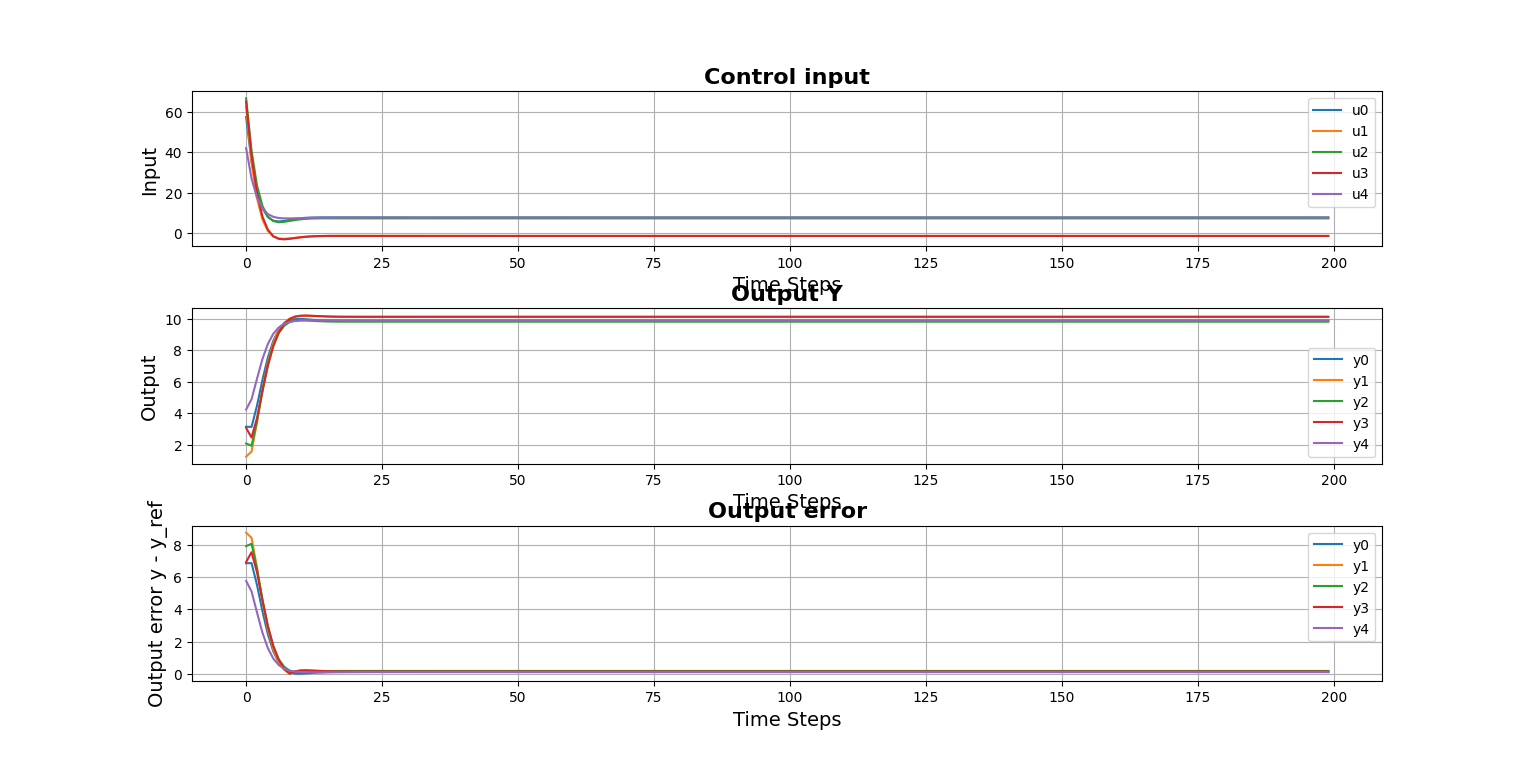 Control input
Input
60
40
20
0
u0
u1
u2
u3
u4
0 25 50 75 100 125 150 175 200
Time Steps
Output Y
Output
10
8
6
4
2
y0
y1
y2
y3
y4
0 25 50 75 100 125 150 175 200
Time Steps
Output error
Output error y - y_ref
8
6
4
2
0
y0
y1
y2
y3
y4
0 25 50 75 100 125 150 175 200
Time Steps